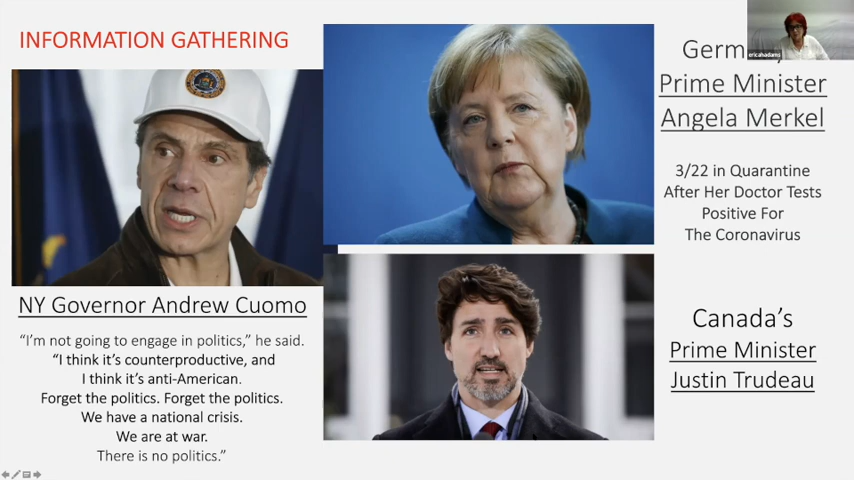 INFORMATION GATHERING
NY Governor Andrew Cuomo
“I’m not going to engage in politics,” he said.
“I think it’s counterproductive, and
I think it’s anti-American.
Forget the politics. Forget the politics.
We have a national crisis.
We are at war.
There is no politics.”
Germ
Prime Minister
Angela Merkel
3/22 in Quarantine
After Her Doctor Tests
Positive For
The Coronavirus
Canada’s
Prime Minister
Justin Trudeau